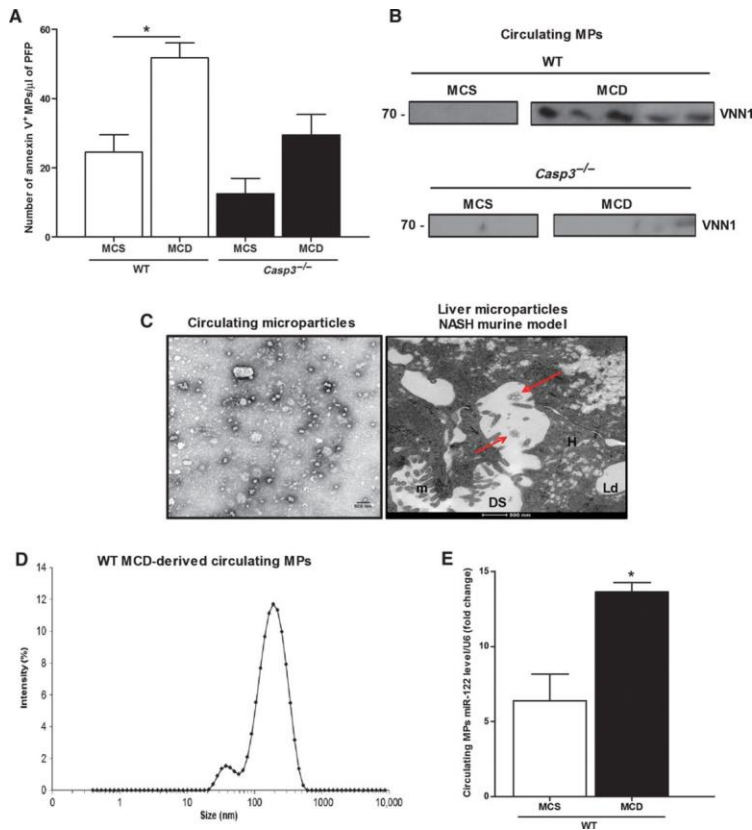 A
Number of annexin V+ MPs/µl of PFP
60
40
20
0
*
MCS
MCD
MCS
MCD
WT
Casp3–/–
B
Circulating MPs
WT
MCS
MCD
70 -
VNN1
Casp3–/–
MCS
MCD
70 -
VNN1
C
Circulating microparticles
Liver microparticles
NASH murine model
H
m
DS
Ld
500 nm
D
WT MCD-derived circulating MPs
Intensity (%)
14
12
10
8
6
4
2
0
0
1
10
100
1000
10,000
Size (nm)
E
Circulating MPs miR-122 level/U6 (fold change)
15
10
5
0
*
MCS
MCD
WT